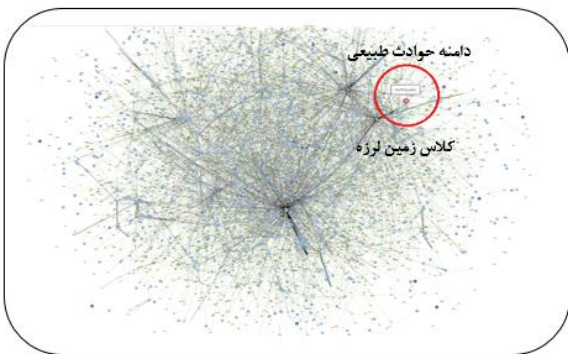 دامنه حوادث طبیعی
کلاس زمین لرزه